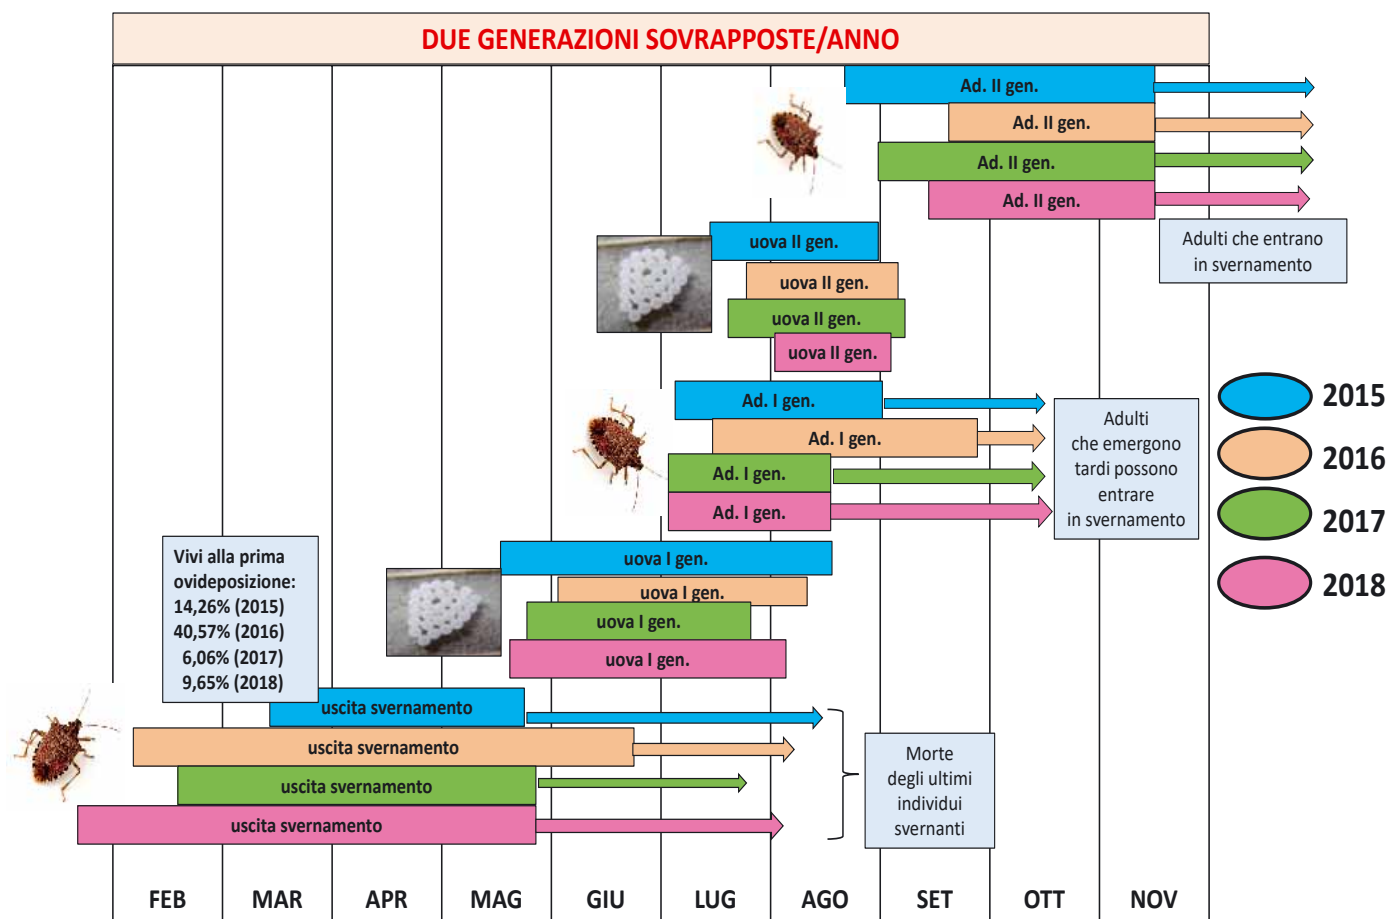 DUE GENERAZIONI SOVRAPPOSTE/ANNO
Ad. II gen.
Ad. II gen.
Ad. II gen.
Ad. II gen.
Adulti che entrano
in svernamento
uova II gen.
uova II gen.
uova II gen.
uova II gen.
Ad. I gen.
Ad. I gen.
Ad. I gen.
Ad. I gen.
Adulti
che emergono
tardi possono
entrare
in svernamento
2015
2016
2017
2018
uova I gen.
uova I gen.
uova I gen.
uova I gen.
Vivi alla prima
ovideposizione:
14,26% (2015)
40,57% (2016)
6,06% (2017)
9,65% (2018)
uscita svernamento
uscita svernamento
uscita svernamento
uscita svernamento
Morte
degli ultimi
individui
svernanti
FEB MAR APR MAG GIU LUG AGO SET OTT NOV